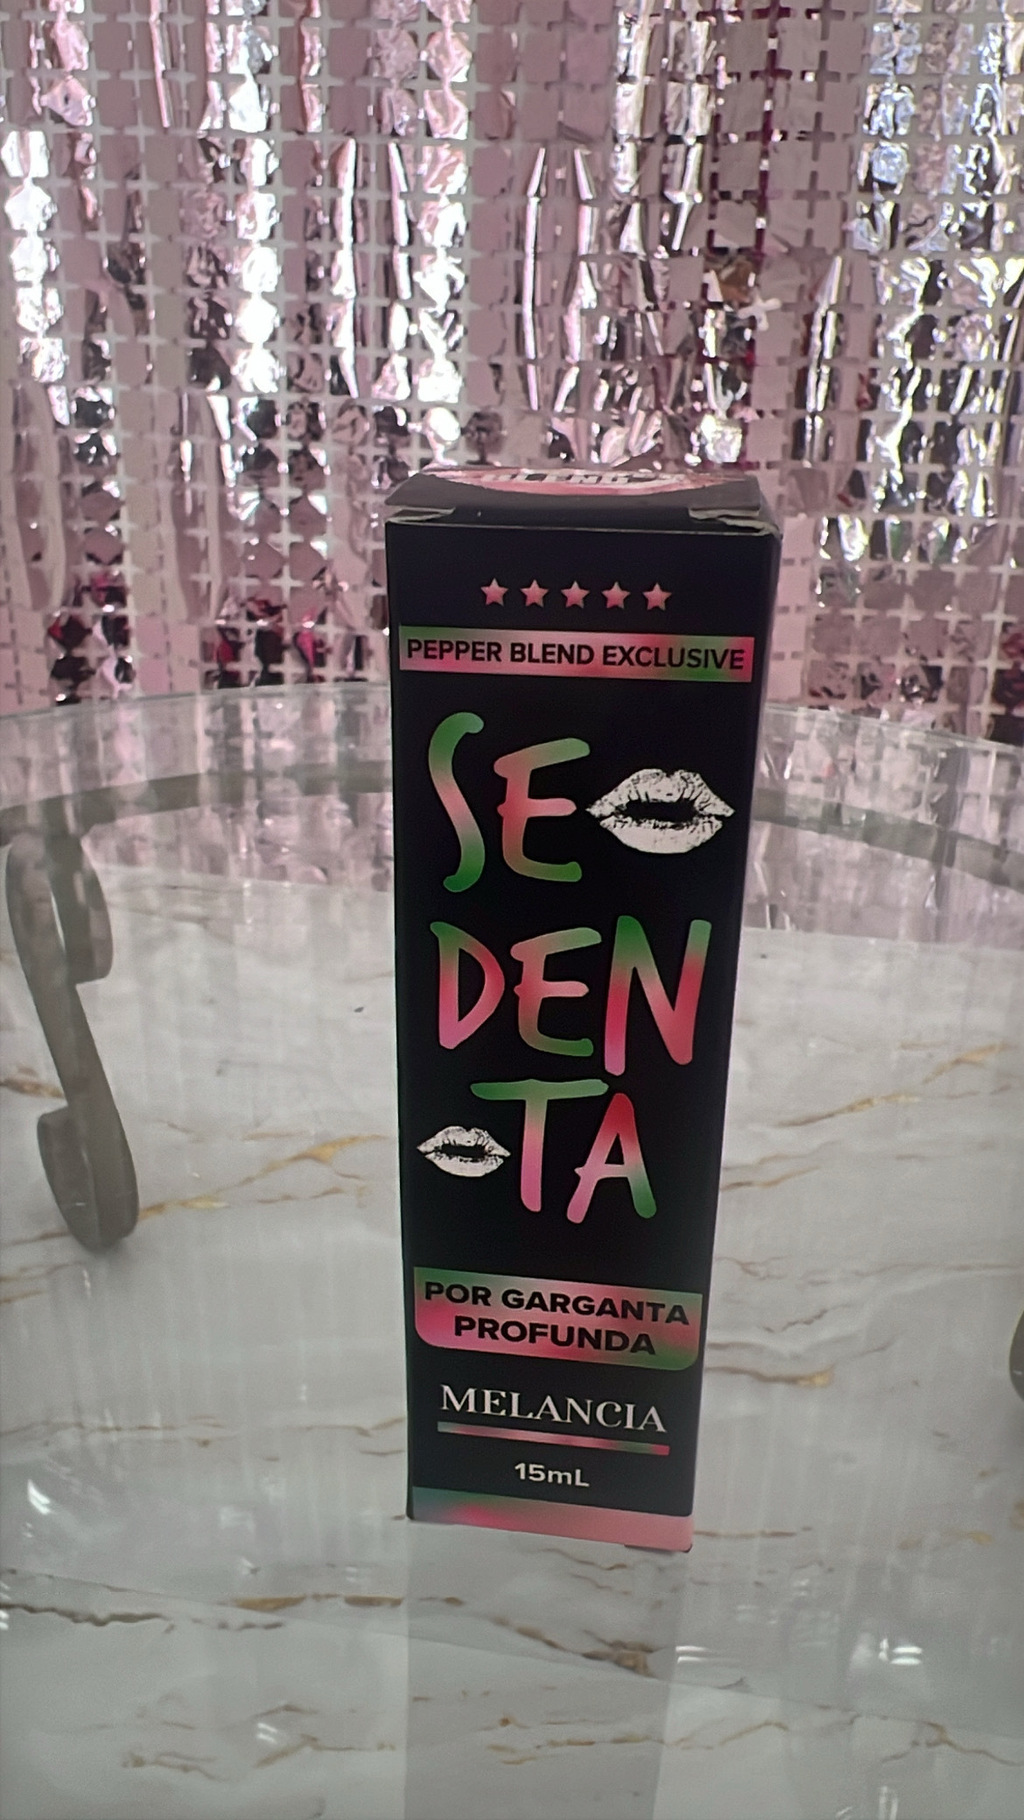 PEPPER BLEND EXCLUSIVE
SE
DEN
TA
POR GARGANTA
PROFUNDA
MELANCIA
15mL